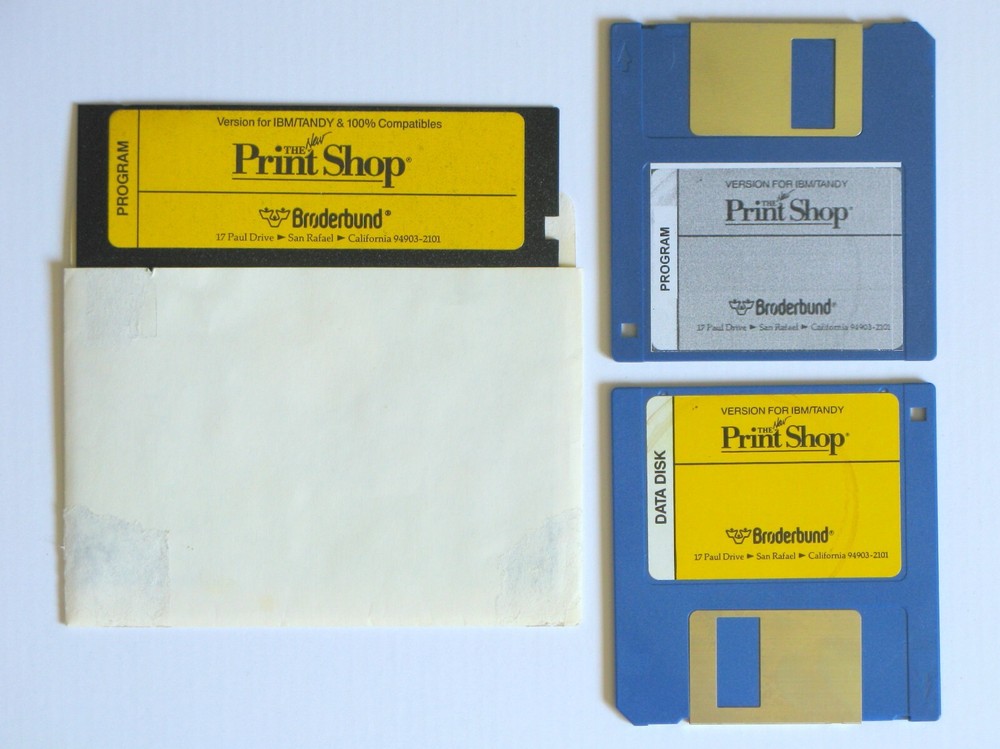 PROGRAM
Version for IBM/TANDY & 100% Compatibles
THE New
Print Shop®
Brøderbund®
17 Paul Drive ► San Rafael ► California 94903-2101
PROGRAM
VERSION FOR IBM/TANDY
THE New
Print Shop®
Brøderbund®
17 Paul Drive ► San Rafael ► California 94903-2101
DATA DISK
VERSION FOR IBM/TANDY
THE New
Print Shop®
Brøderbund®
17 Paul Drive ► San Rafael ► California 94903-2101